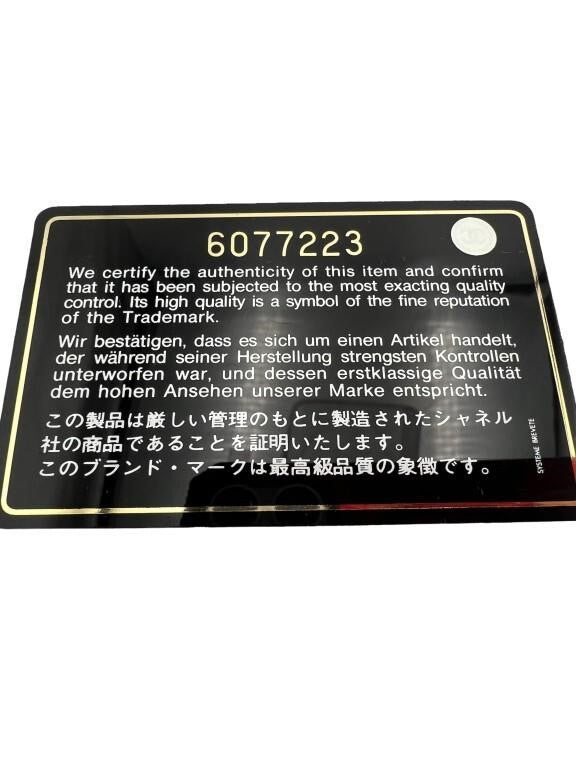 6077223
We certify the authenticity of this item and confirm
that it has been subjected to the most exacting quality
control. Its high quality is a symbol of the fine reputation
of the Trademark.
Wir bestätigen, dass es sich um einen Artikel handelt,
der während seiner Herstellung strengsten Kontrollen
unterworfen war, und dessen erstklassige Qualität
dem hohen Ansehen unserer Marke entspricht.
この製品は厳しい管理のもとに製造されたシャネル
社の商品であることを証明いたします。
このブランド・マークは最高級品質の象徴です。
SYSTEME BREVETE